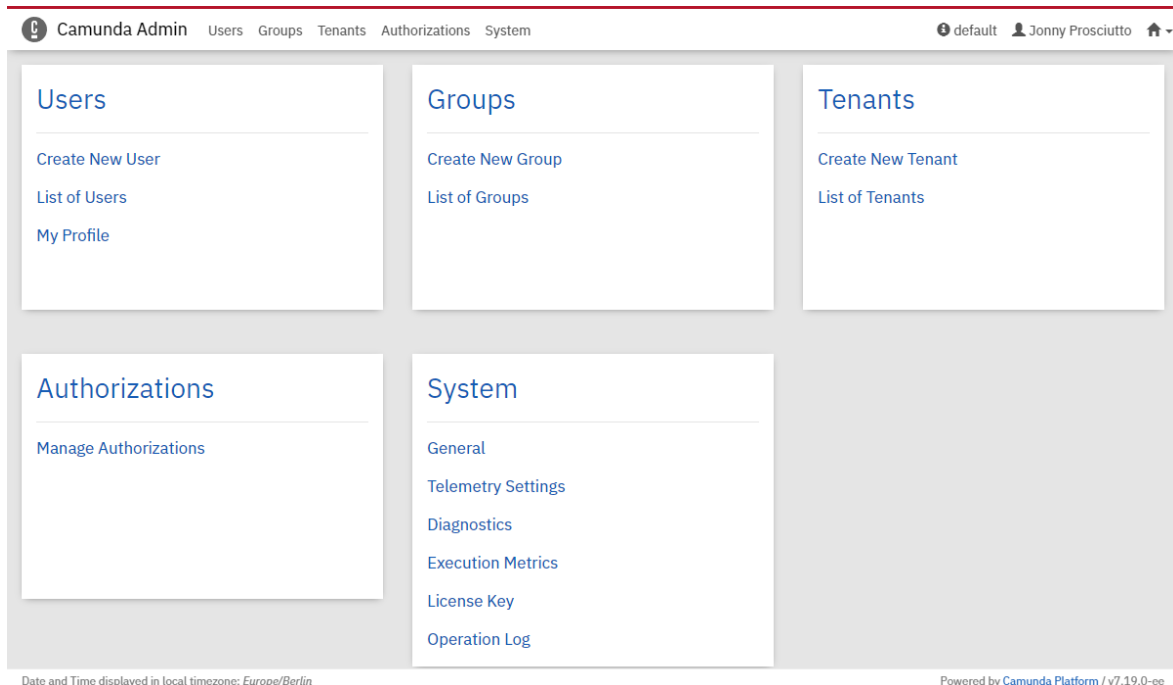 Camunda Admin Users Groups Tenants Authorizations System default Jonny Prosciutto
Users
Create New User
List of Users
My Profile
Groups
Create New Group
List of Groups
Tenants
Create New Tenant
List of Tenants
Authorizations
Manage Authorizations
System
General
Telemetry Settings
Diagnostics
Execution Metrics
License Key
Operation Log
Date and Time displayed in local timezone: Europe/Berlin
Powered by Camunda Platform / v7.19.0-ee